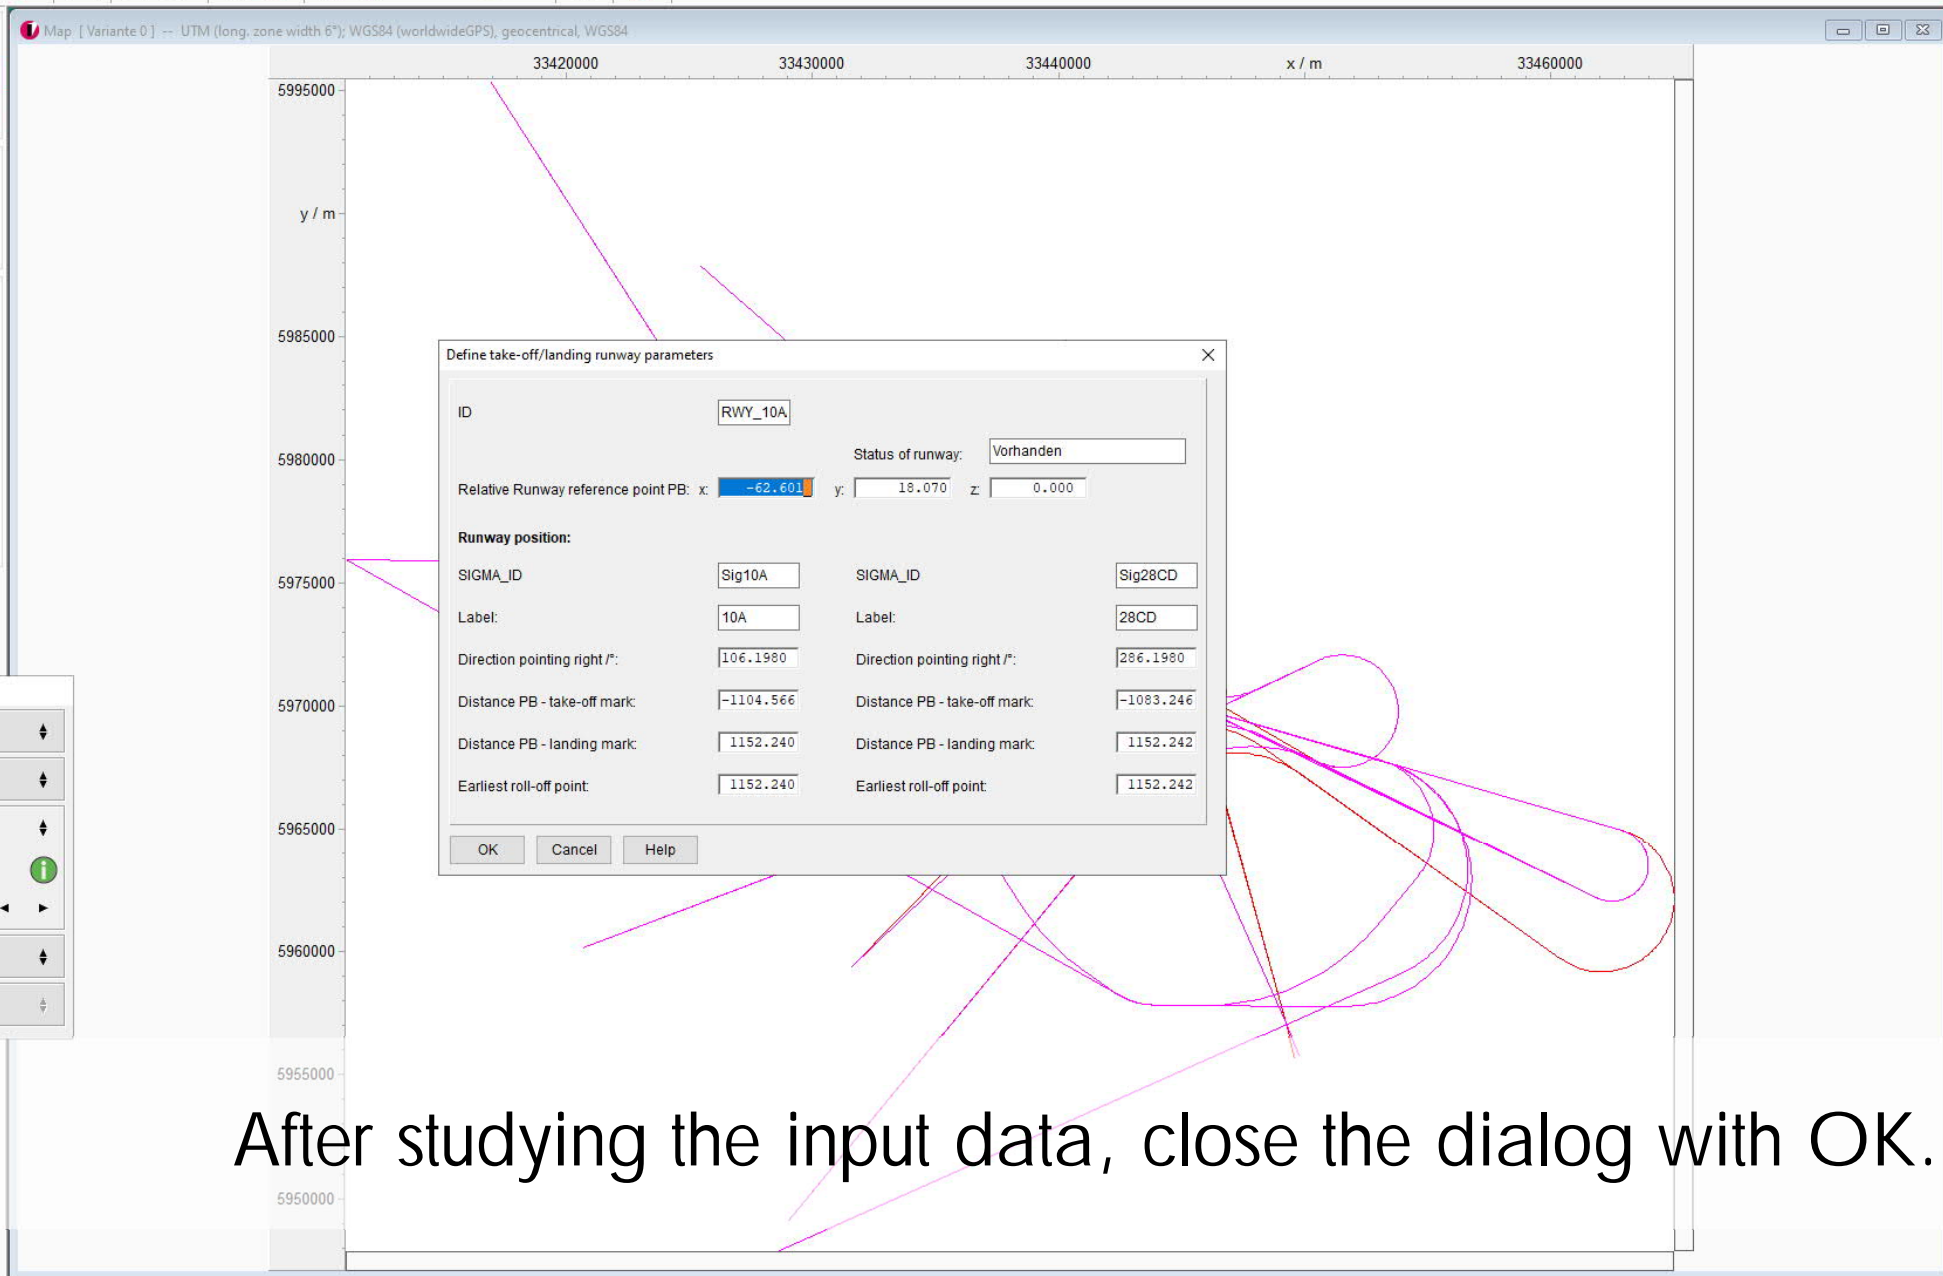 Map [ Variante 0 ] -- UTM (long. zone width 6°); WGS84 (worldwideGPS), geocentrical, WGS84
33420000 33430000 33440000 x / m 33460000
5995000
y / m
5985000
Define take-off/landing runway parameters
ID RWY_10A
Status of runway: Vorhanden
5980000
Relative Runway reference point PB: x: -62.601 y: 18.070 z: 0.000
Runway position:
5975000
SIGMA_ID Sig10A SIGMA_ID Sig28CD
Label: 10A Label: 28CD
Direction pointing right /°: 106.1980 Direction pointing right /°: 286.1980
5970000
Distance PB - take-off mark: -1104.566 Distance PB - take-off mark: -1083.246
Distance PB - landing mark: 1152.240 Distance PB - landing mark: 1152.242
Earliest roll-off point: 1152.240 Earliest roll-off point: 1152.242
5965000
OK Cancel Help
5960000
5955000
After studying the input data, close the dialog with OK.
5950000